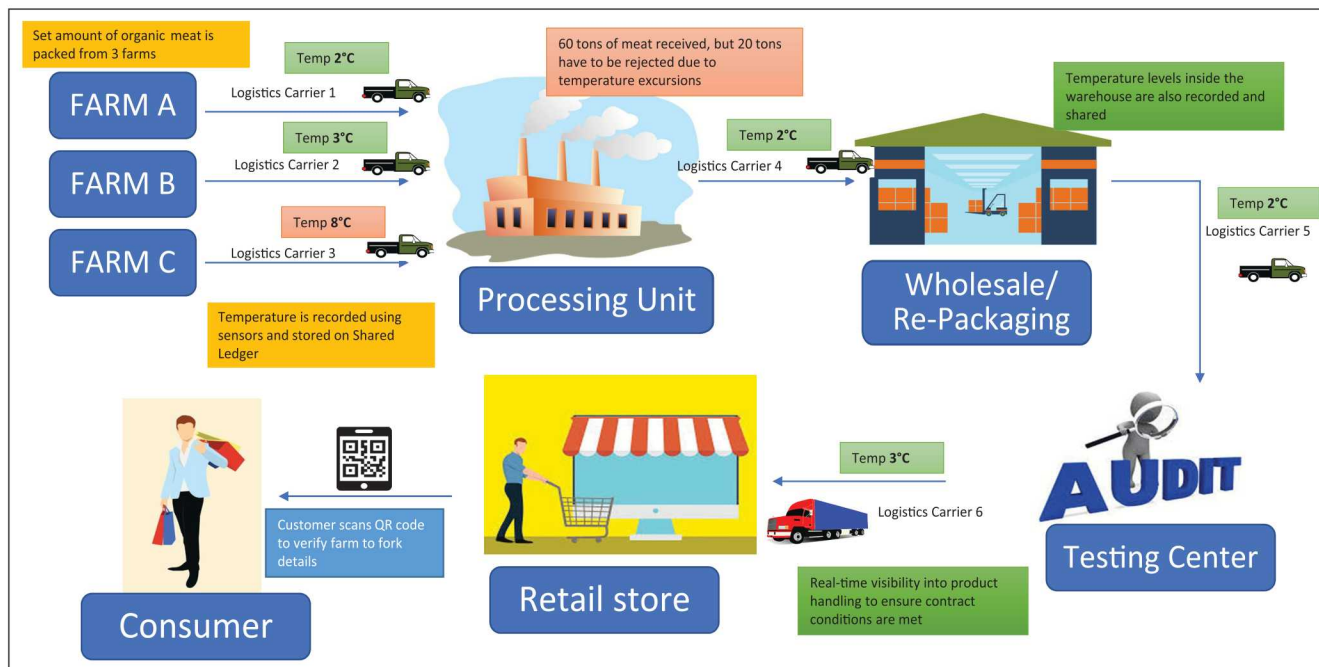 Set amount of organic meat is
packed from 3 farms
FARM A
Temp 2°C
Logistics Carrier 1
FARM B
Temp 3°C
Logistics Carrier 2
FARM C
Temp 8°C
Logistics Carrier 3
Temperature is recorded using
sensors and stored on Shared
Ledger
60 tons of meat received, but 20 tons
have to be rejected due to
temperature excursions
Processing Unit
Temp 2°C
Logistics Carrier 4
Temperature levels inside the
warehouse are also recorded and
shared
Wholesale/
Re-Packaging
Temp 2°C
Logistics Carrier 5
AUDIT
Testing Center
Temp 3°C
Logistics Carrier 6
Real-time visibility into product
handling to ensure contract
conditions are met
Retail store
Customer scans QR code
to verify farm to fork
details
Consumer